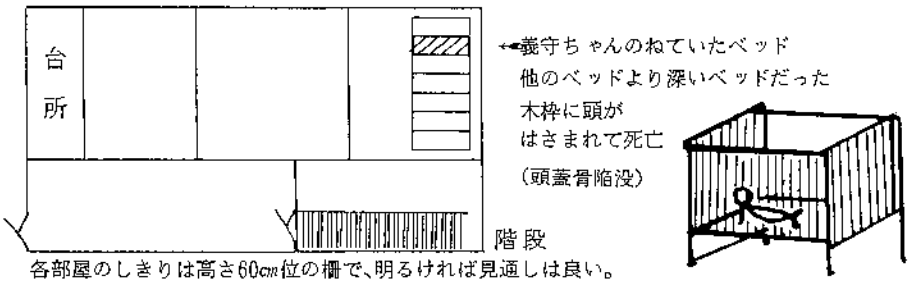 台所
←義守ちゃんのねていたベッド
他のベッドより深いベッドだった
木枠に頭が
はさまれて死亡
(頭蓋骨陥没)
階段
各部屋のしきりは高さ60cm位の柵で、明るければ見通しは良い。